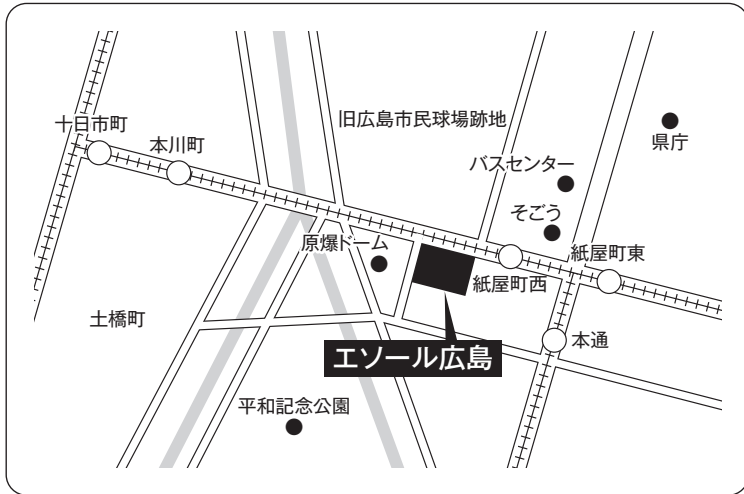 十日市町
本川町
旧広島市民球場跡地
県庁
バスセンター
そごう
原爆ドーム
紙屋町東
紙屋町西
土橋町
本通
エソール広島
平和記念公園